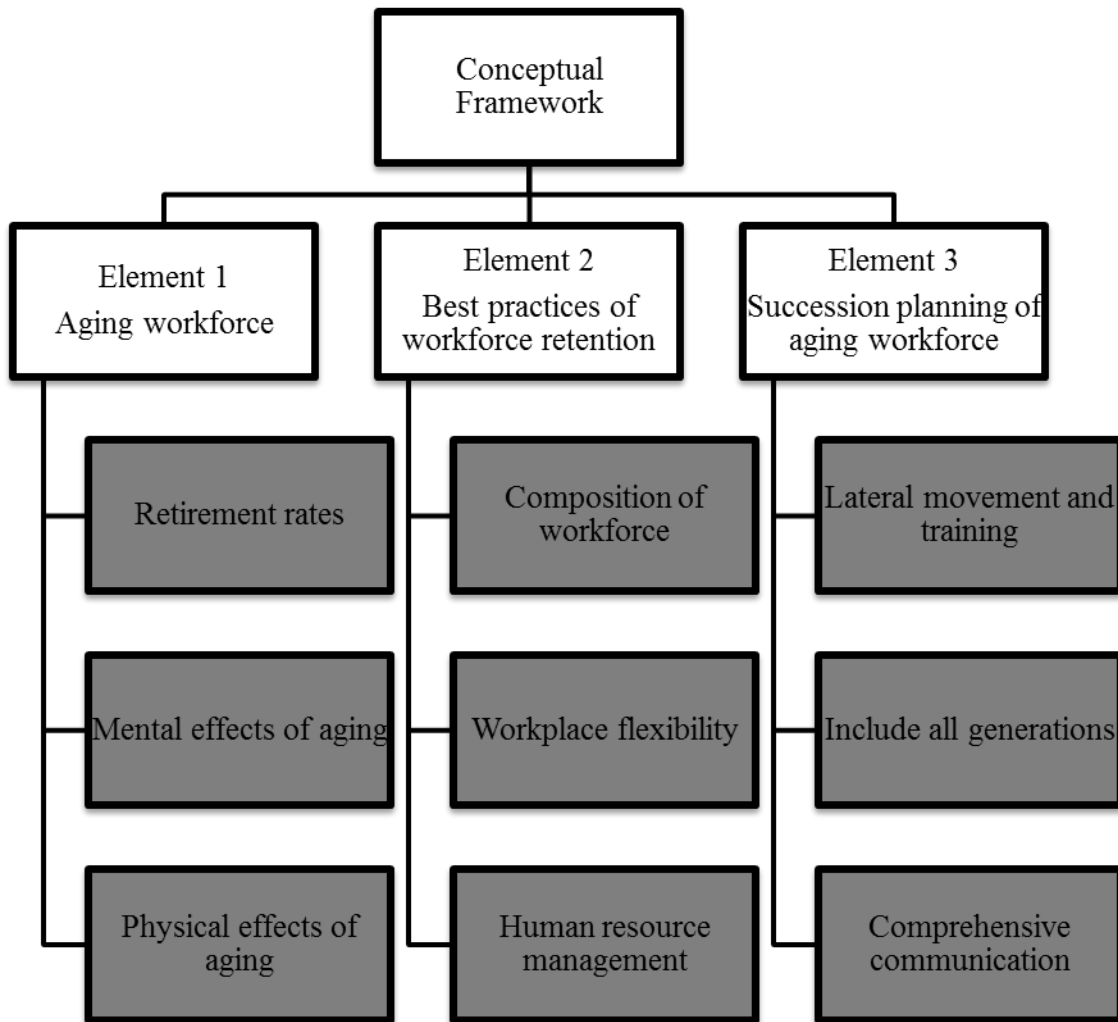 Conceptual
Framework
Element 1
Aging workforce
Element 2
Best practices of
workforce retention
Element 3
Succession planning of
aging workforce
Retirement rates
Mental effects of aging
Physical effects of
aging
Composition of
workforce
Workplace flexibility
Human resource
management
Lateral movement and
training
Include all generations
Comprehensive
communication